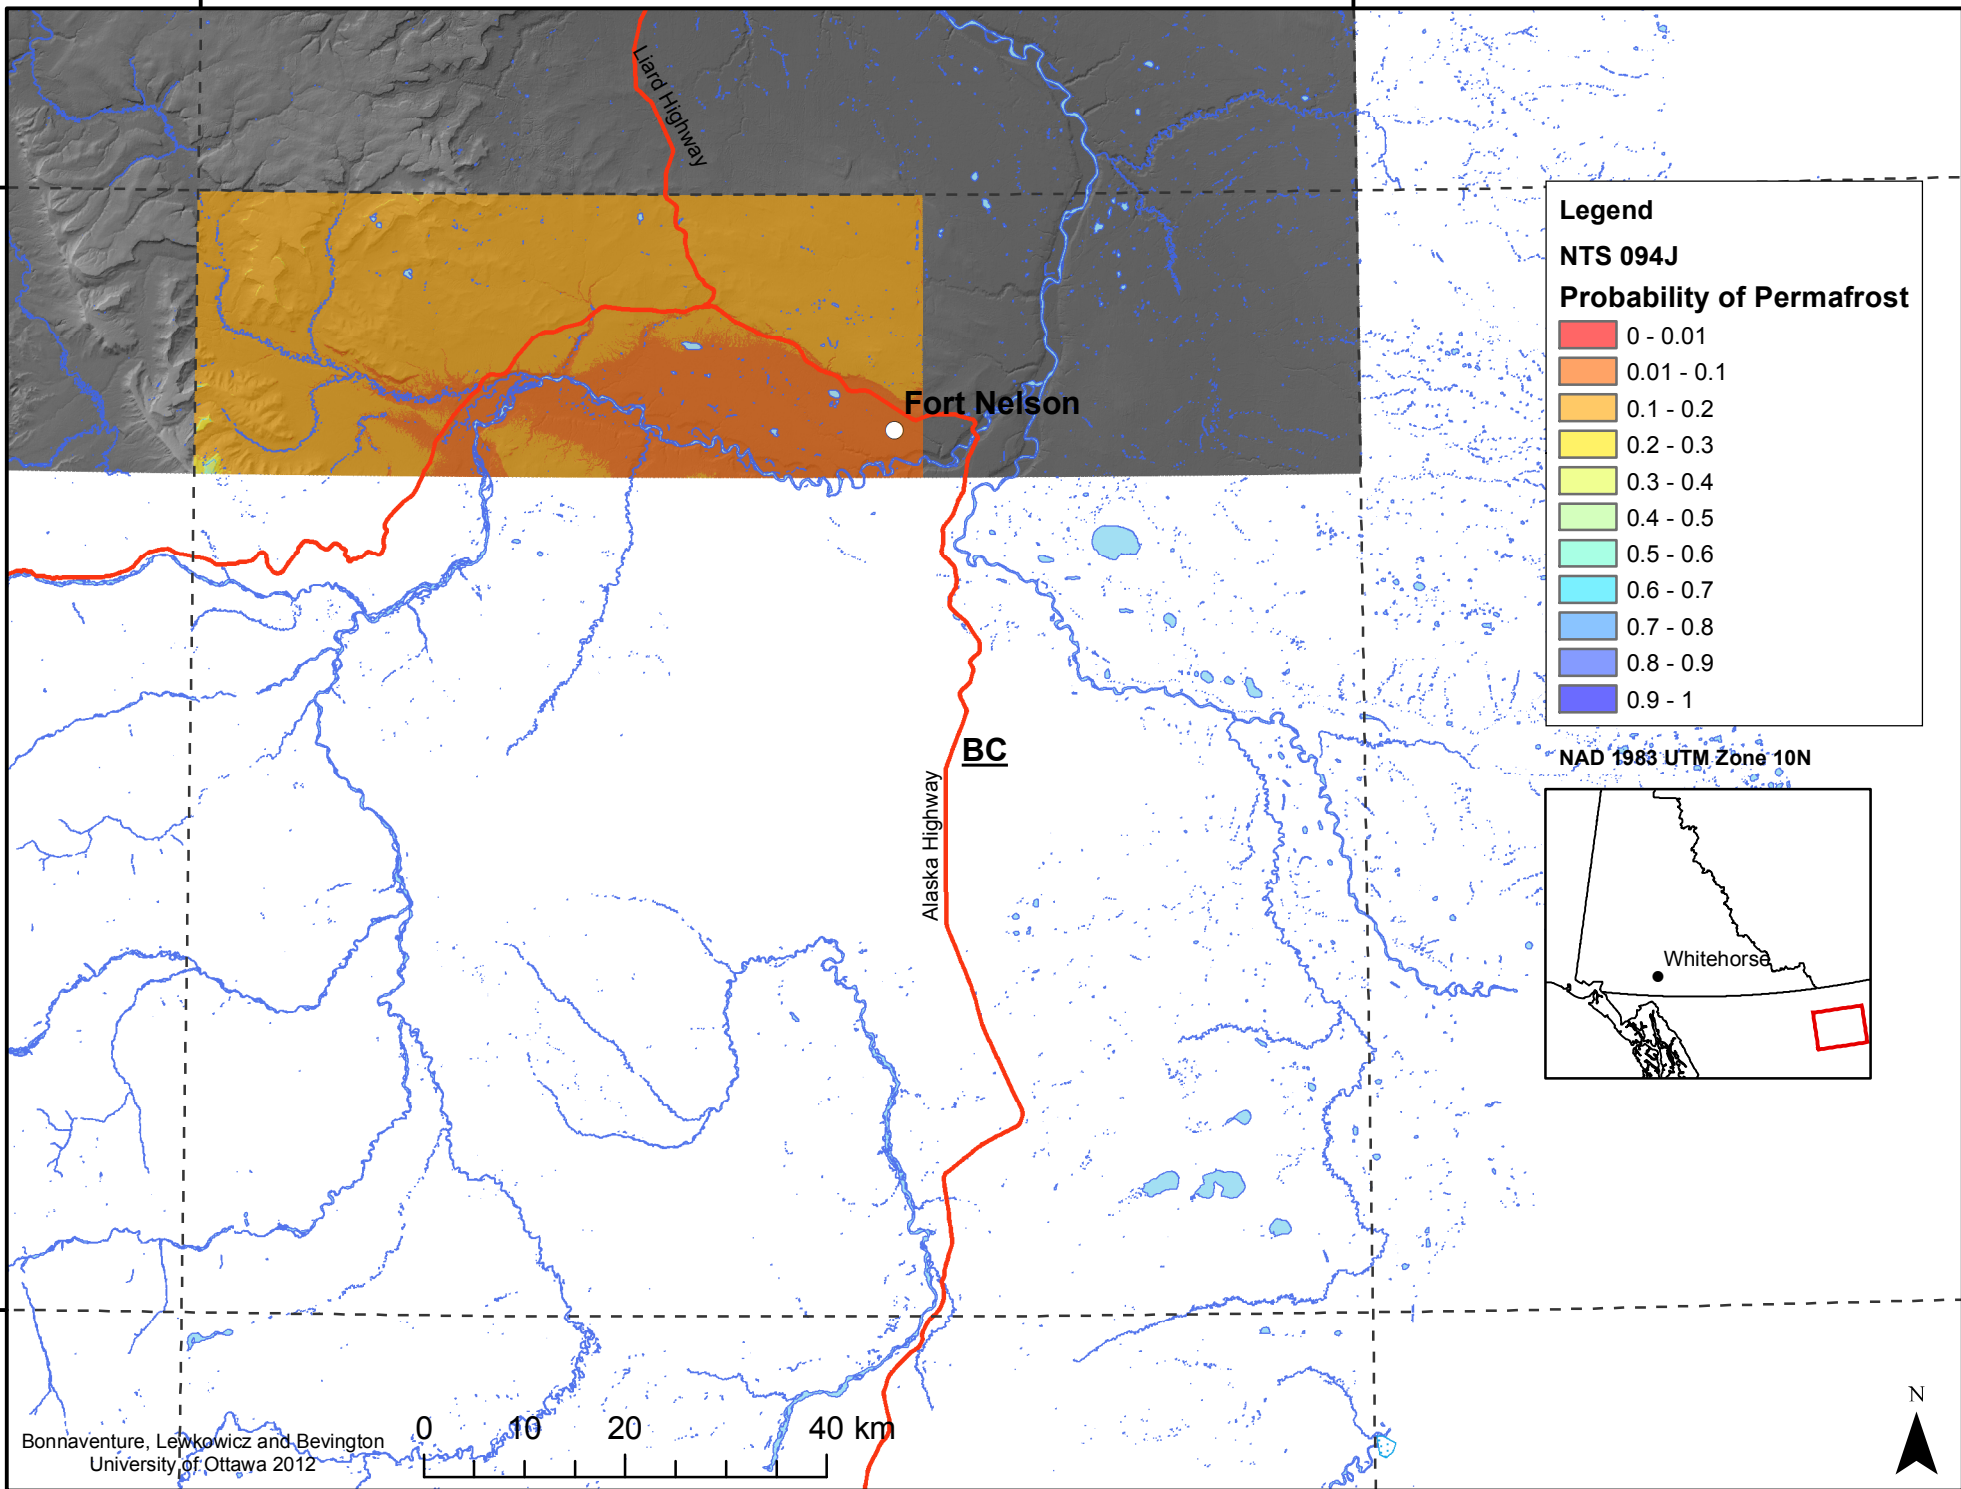 Liard Highway
Legend
NTS 094J
Probability of Permafrost
0 - 0.01
0.01 - 0.1
0.1 - 0.2
0.2 - 0.3
0.3 - 0.4
0.4 - 0.5
0.5 - 0.6
0.6 - 0.7
0.7 - 0.8
0.8 - 0.9
0.9 - 1
Fort Nelson
BC
NAD 1983 UTM Zone 10N
Alaska Highway
Whitehorse
N
0 10 20 40 km
Bonnaventure, Lewkowicz and Bevington
University of Ottawa 2012